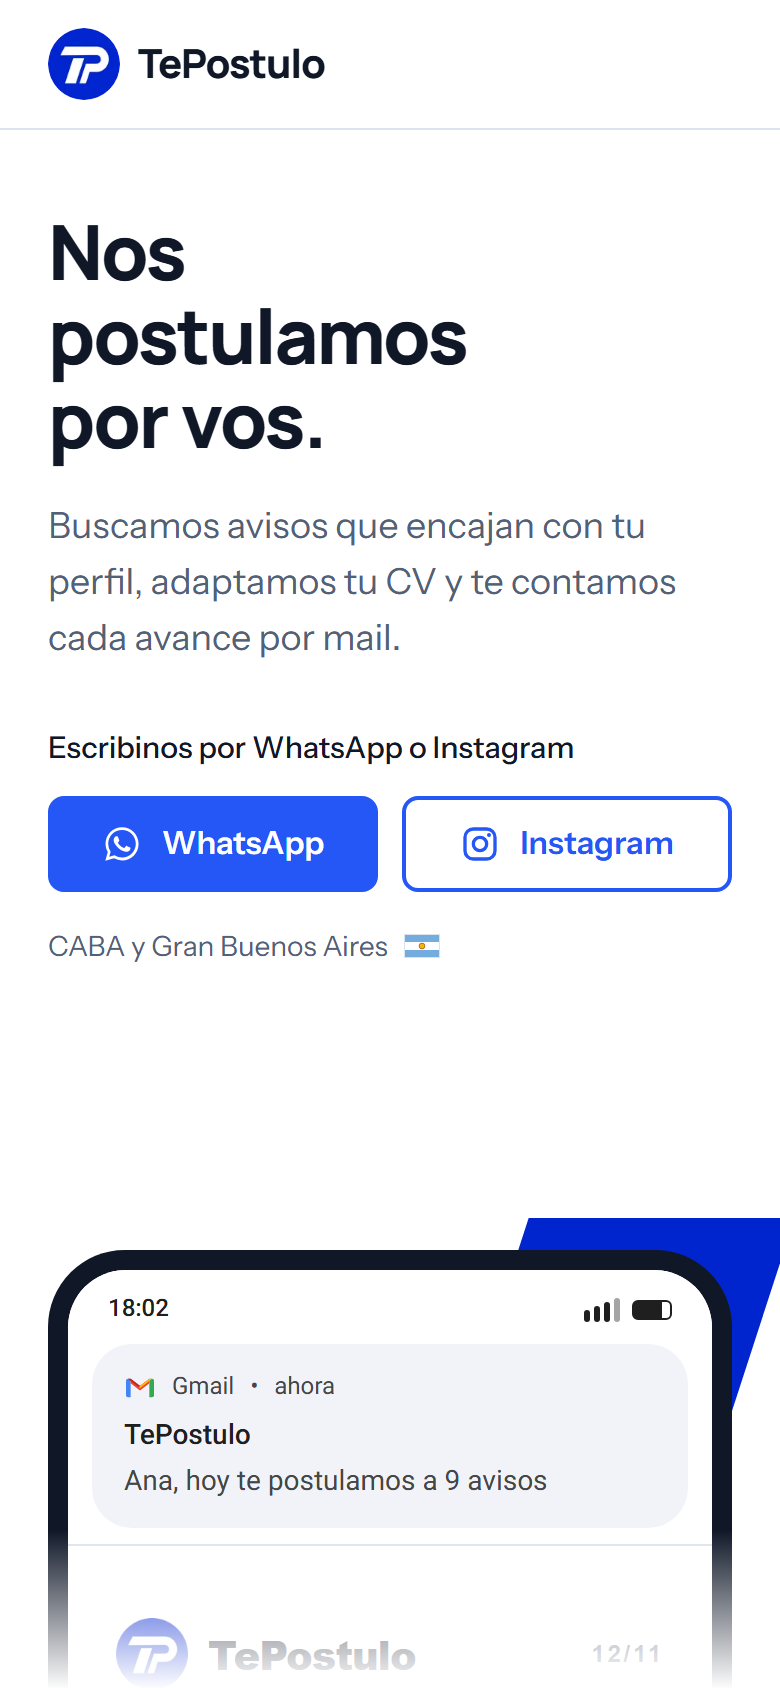 TePostulo
Nos
postulamos
por vos.
Buscamos avisos que encajan con tu
perfil, adaptamos tu CV y te contamos
cada avance por mail.
Escribinos por WhatsApp o Instagram
WhatsApp
Instagram
CABA y Gran Buenos Aires
18:02
Gmail • ahora
TePostulo
Ana, hoy te postulamos a 9 avisos
TePostulo
12/11